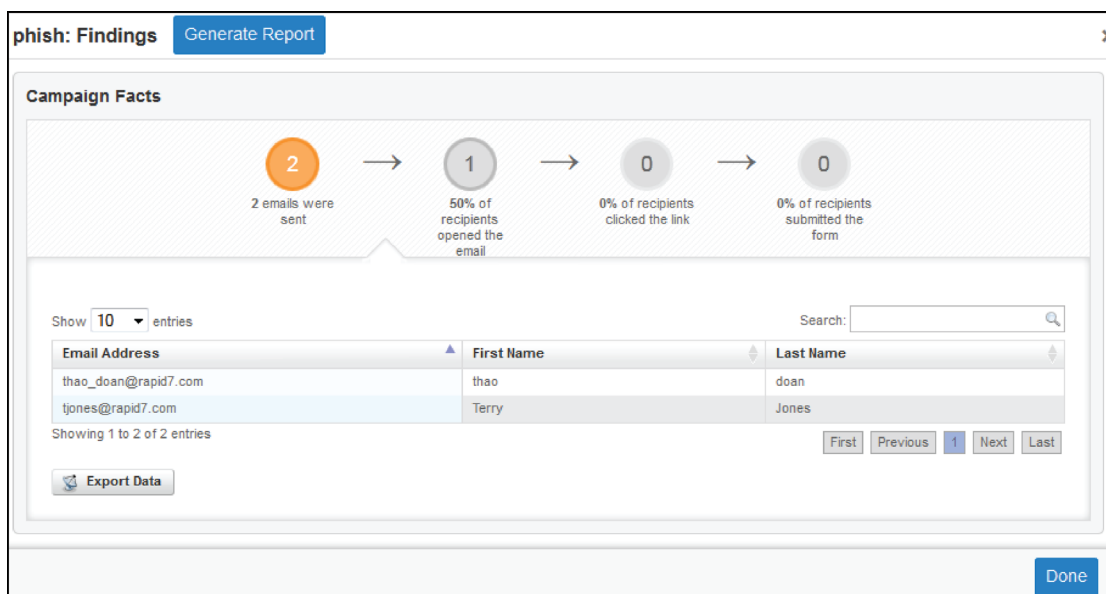 phish: Findings Generate Report
Campaign Facts
2 → 1 → 0 → 0
2 emails were sent
50% of recipients opened the email
0% of recipients clicked the link
0% of recipients submitted the form
Show 10 entries Search:
Email Address First Name Last Name
thao_doan@rapid7.com thao doan
tjones@rapid7.com Terry Jones
Showing 1 to 2 of 2 entries First Previous 1 Next Last
Export Data
Done